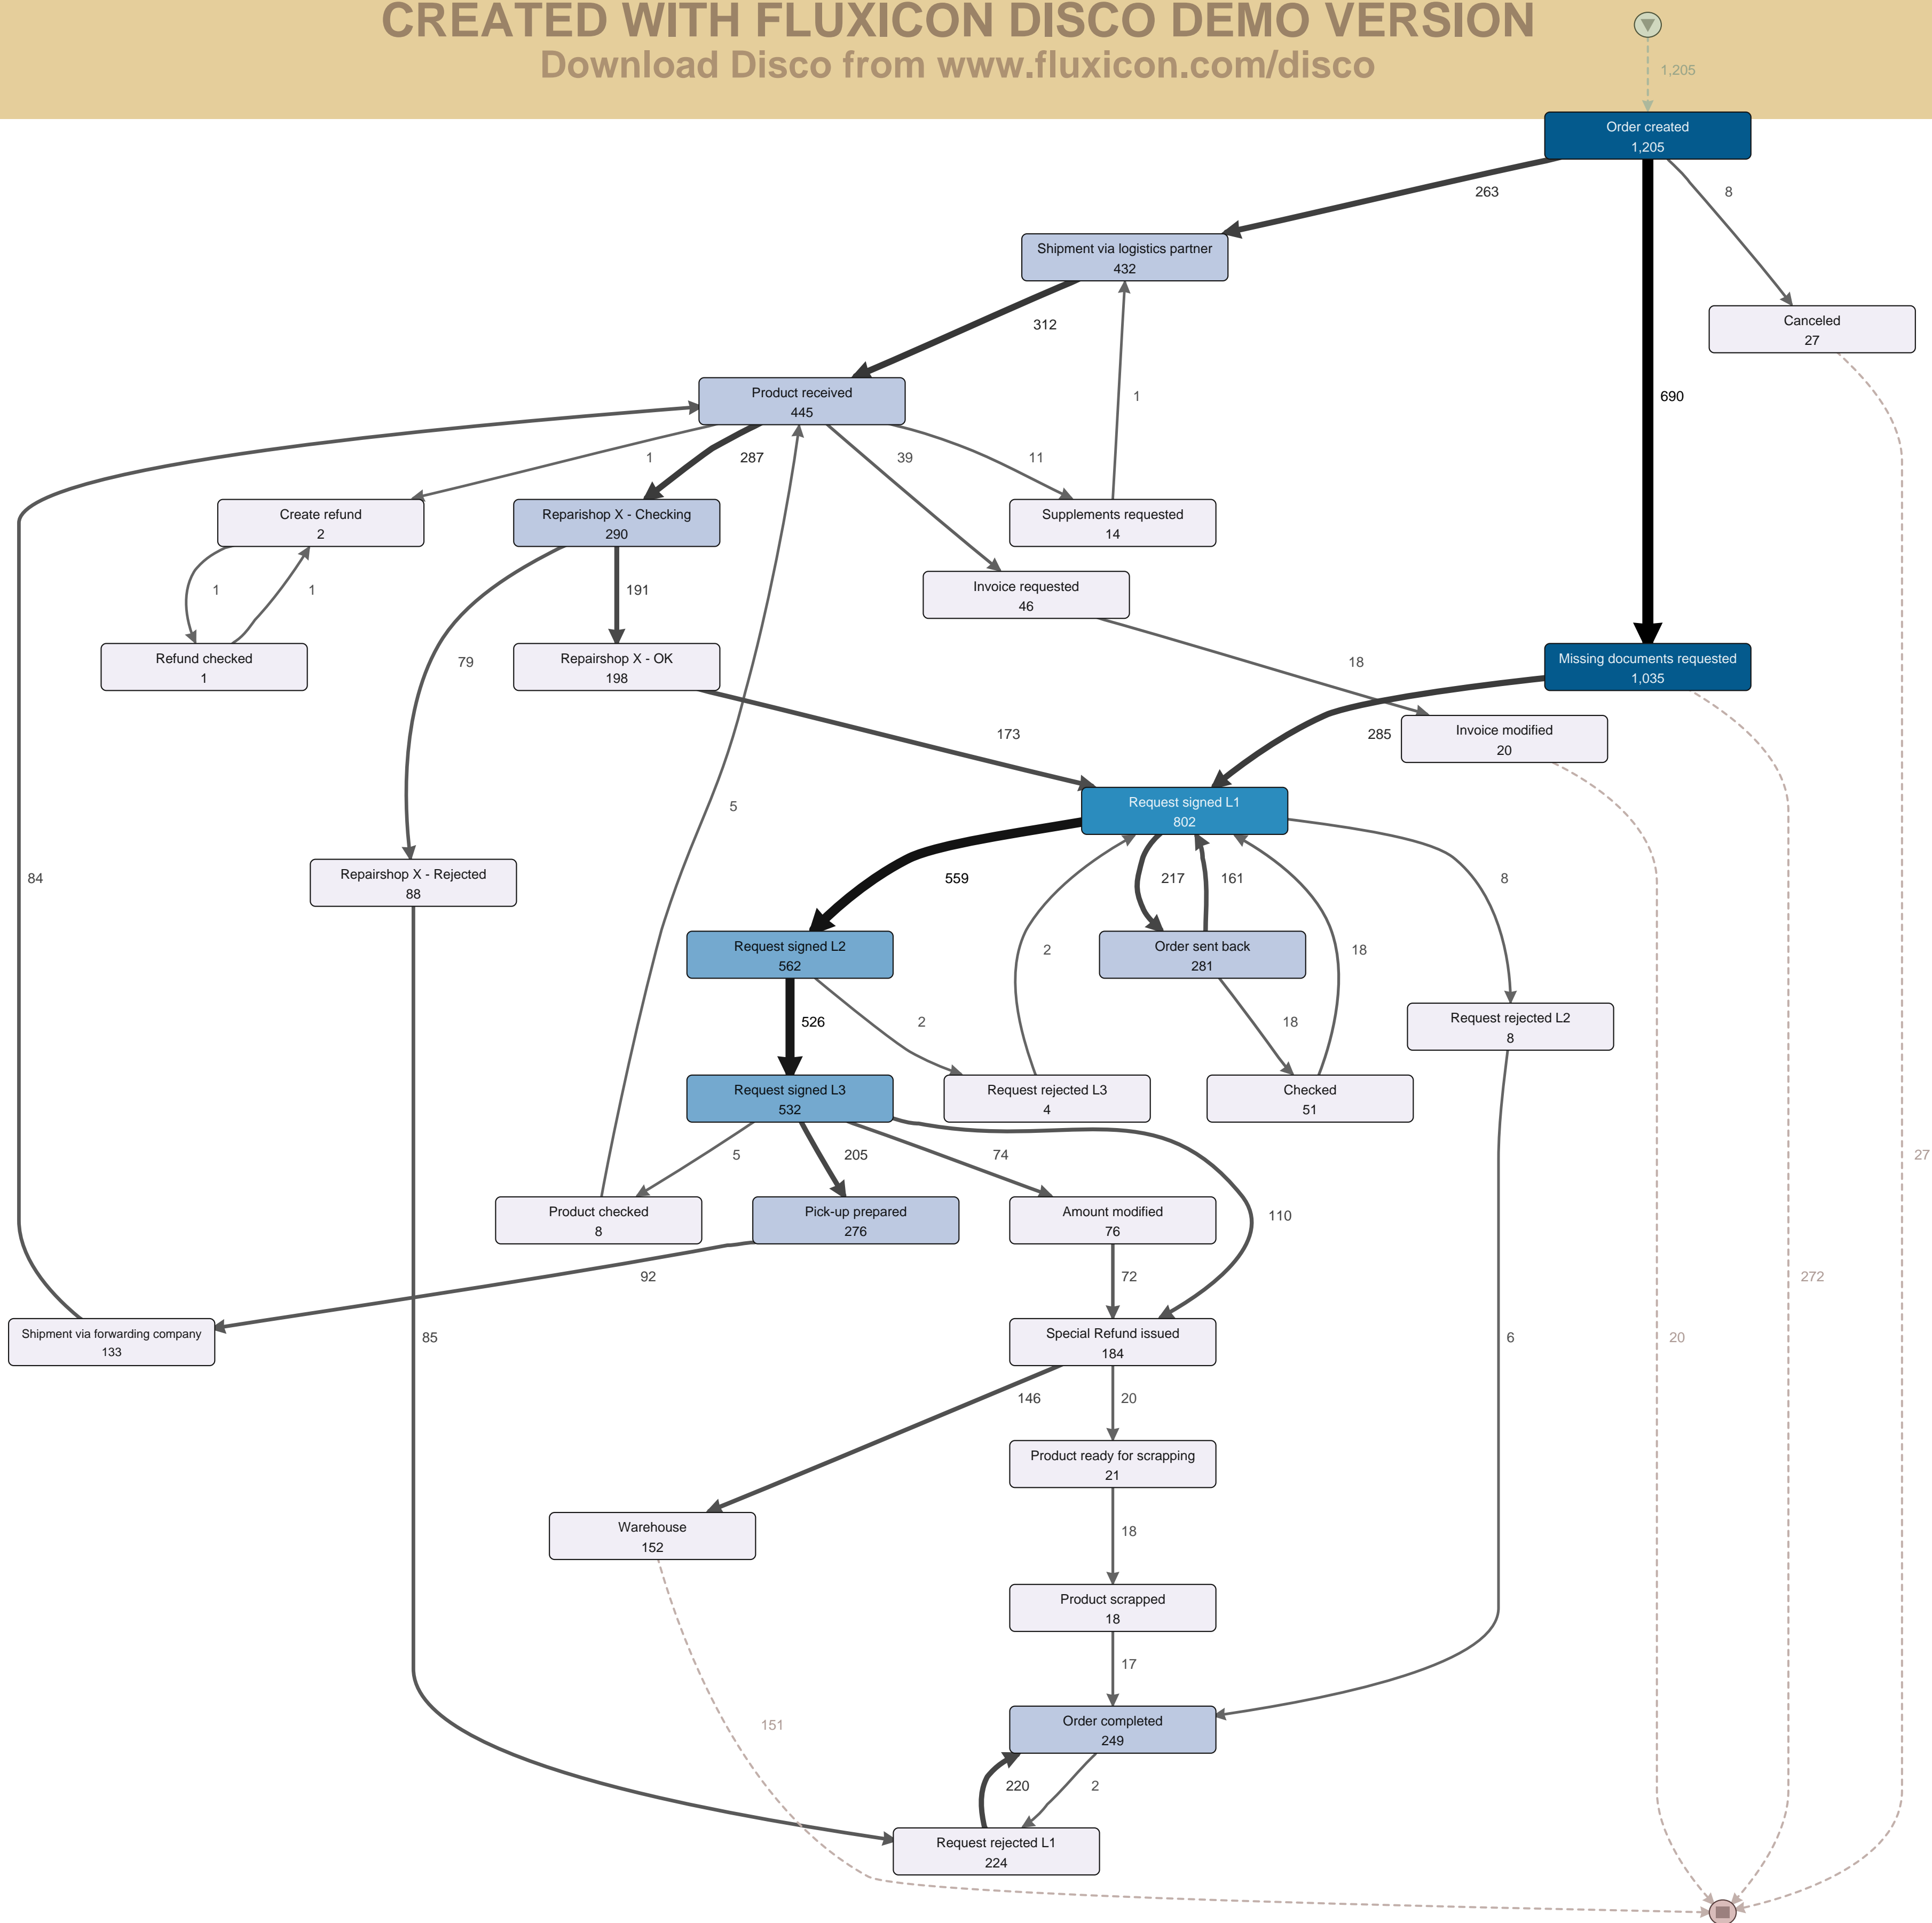 CREATED WITH FLUXICON DISCO DEMO VERSION
Download Disco from www.fluxicon.com/disco
1,205
Order created
1,205
263
8
Shipment via logistics partner
432
Canceled
27
312
1
690
Product received
445
1
287
39
11
Create refund
2
Reparishop X - Checking
290
Supplements requested
14
1
1
191
Invoice requested
46
Refund checked
1
79
Repairshop X - OK
198
18
Missing documents requested
1,035
173
285
Invoice modified
20
5
Request signed L1
802
84
Repairshop X - Rejected
88
559
217
161
8
Request signed L2
562
2
Order sent back
281
18
526
2
18
Request rejected L2
8
Request signed L3
532
Request rejected L3
4
Checked
51
5
205
74
27
Product checked
8
Pick-up prepared
276
Amount modified
76
110
92
72
272
Shipment via forwarding company
133
85
Special Refund issued
184
6
20
146
20
Product ready for scrapping
21
Warehouse
152
18
Product scrapped
18
17
151
Order completed
249
220
2
Request rejected L1
224